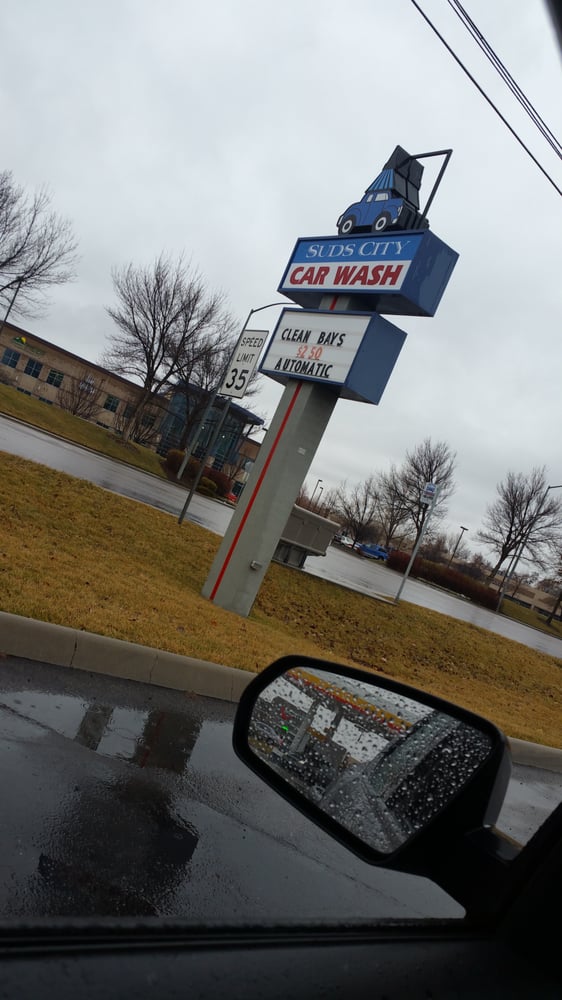 SUDS CITY
CAR WASH
CLEAN BAYS
$2.50
AUTOMATIC
SPEED
LIMIT
35